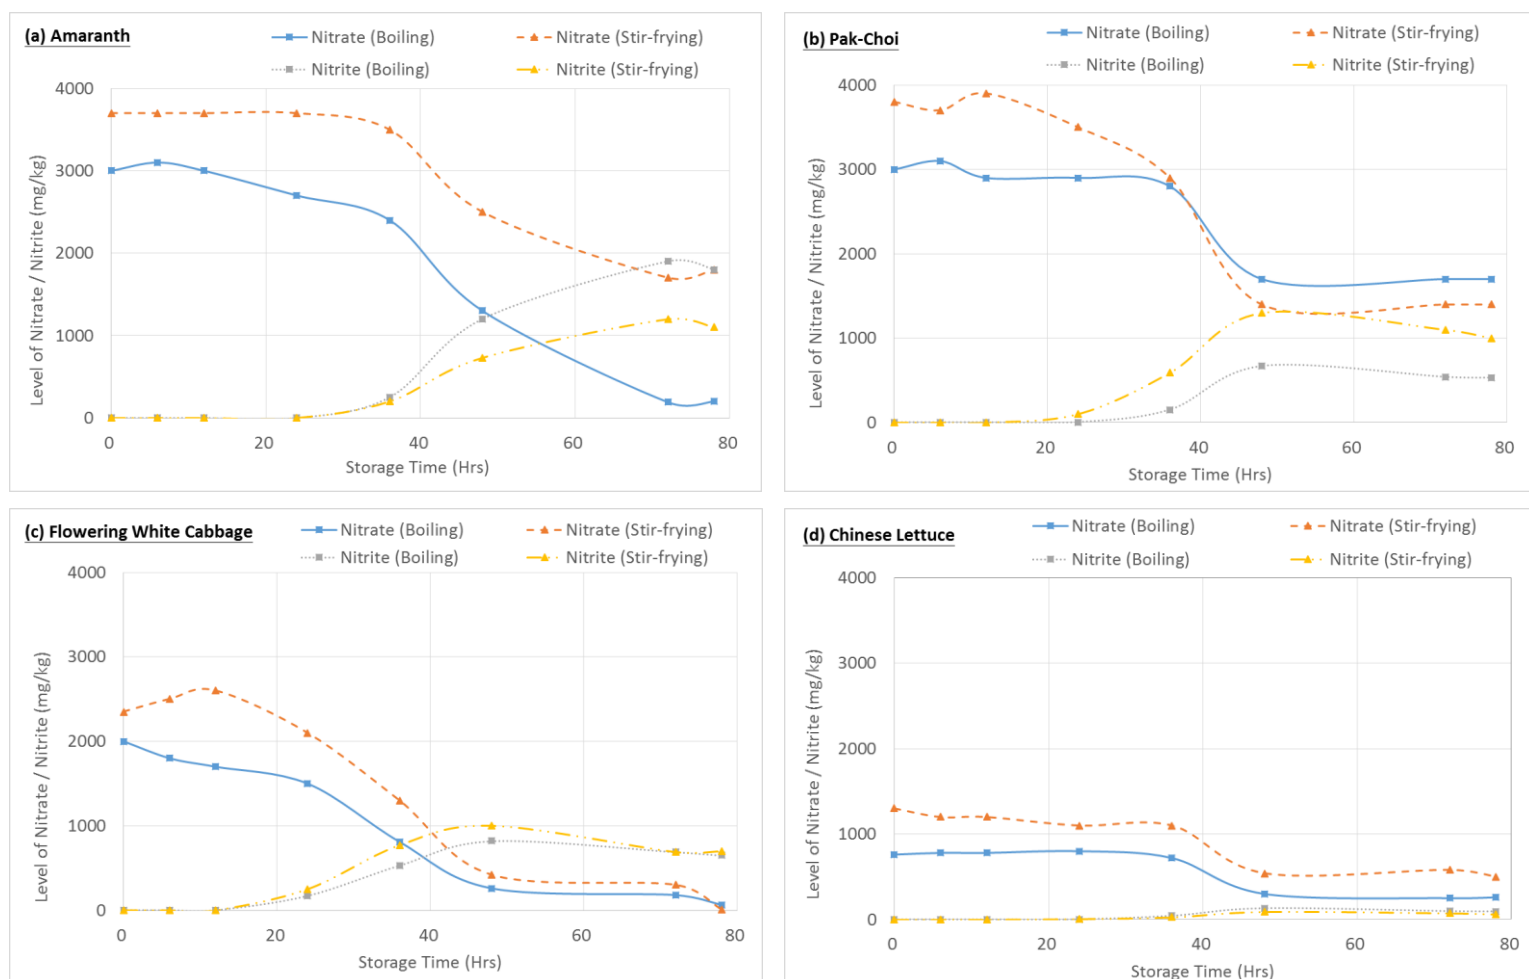 (a) Amaranth
Nitrate (Boiling)
Nitrate (Stir-frying)
Nitrite (Boiling)
Nitrite (Stir-frying)
4000
3000
2000
1000
0
Level of Nitrate / Nitrite (mg/kg)
0 20 40 60 80
Storage Time (Hrs)
(b) Pak-Choi
Nitrate (Boiling)
Nitrate (Stir-frying)
Nitrite (Boiling)
Nitrite (Stir-frying)
4000
3000
2000
1000
0
Level of Nitrate / Nitrite (mg/kg)
0 20 40 60 80
Storage Time (Hrs)
(c) Flowering White Cabbage
Nitrate (Boiling)
Nitrate (Stir-frying)
Nitrite (Boiling)
Nitrite (Stir-frying)
4000
3000
2000
1000
0
Level of Nitrate / Nitrite (mg/kg)
0 20 40 60 80
Storage Time (Hrs)
(d) Chinese Lettuce
Nitrate (Boiling)
Nitrate (Stir-frying)
Nitrite (Boiling)
Nitrite (Stir-frying)
4000
3000
2000
1000
0
Level of Nitrate / Nitrite (mg/kg)
0 20 40 60 80
Storage Time (Hrs)